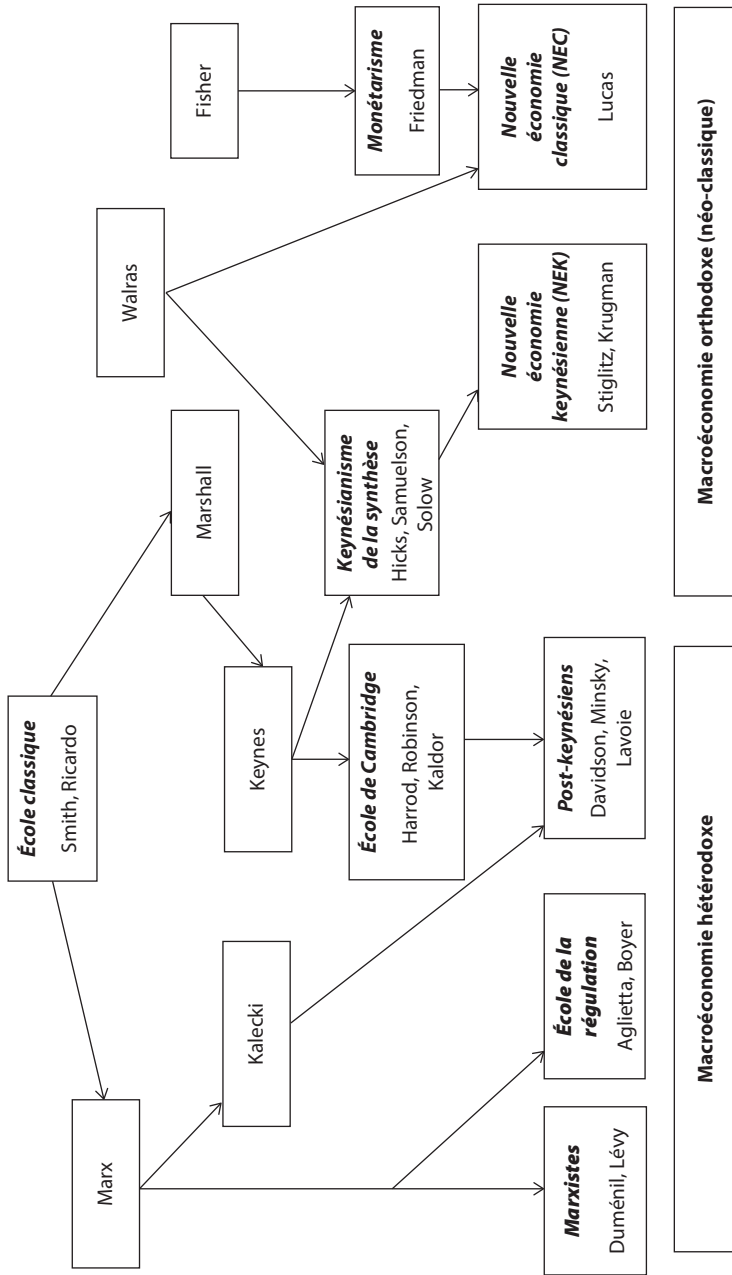 École classique
Smith, Ricardo
Marx
Marshall
Walras
Fisher
Kalecki
Keynes
École de Cambridge
Harrod, Robinson,
Kaldor
Keynésianisme
de la synthèse
Hicks, Samuelson,
Solow
Monétarisme
Friedman
Marxistes
Duménil, Lévy
École de la
régulation
Aglietta, Boyer
Post-keynésiens
Davidson, Minsky,
Lavoie
Nouvelle
économie
keynésienne (NEK)
Stiglitz, Krugman
Nouvelle
économie
classique (NEC)
Lucas
Macroéconomie hétérodoxe
Macroéconomie orthodoxe (néo-classique)